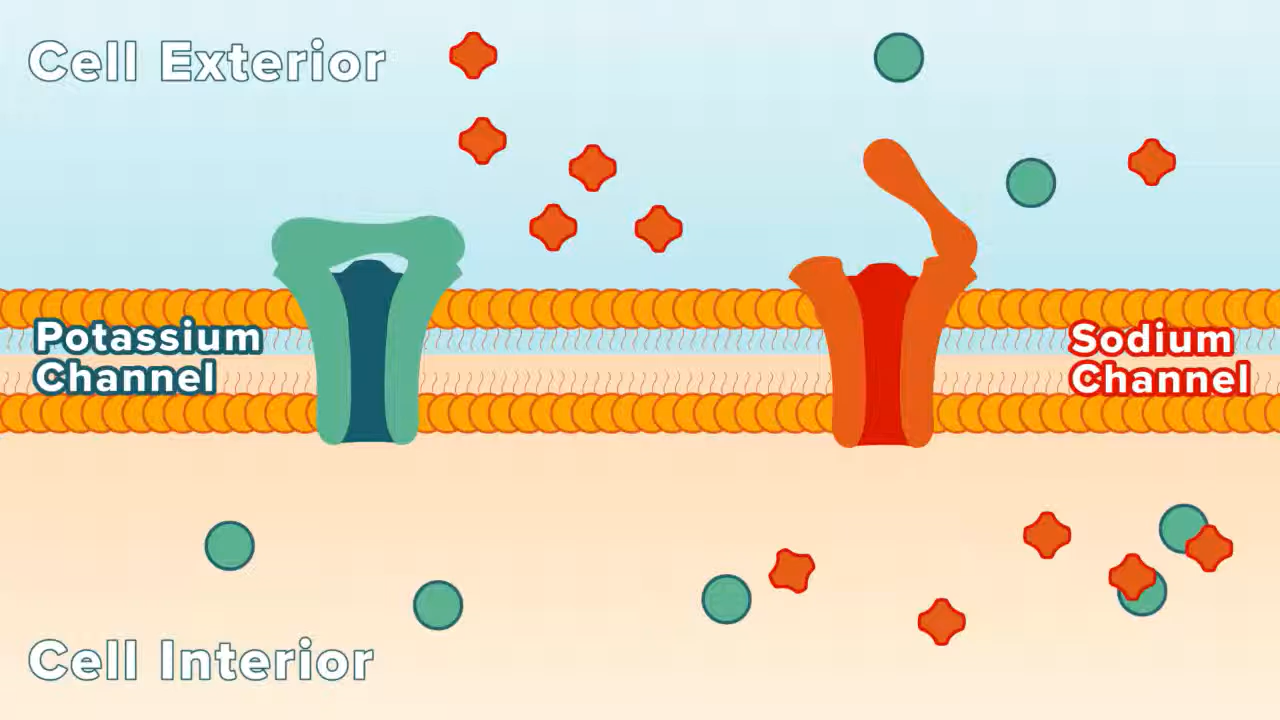 Cell Exterior
Potassium
Channel
Sodium
Channel
Cell Interior